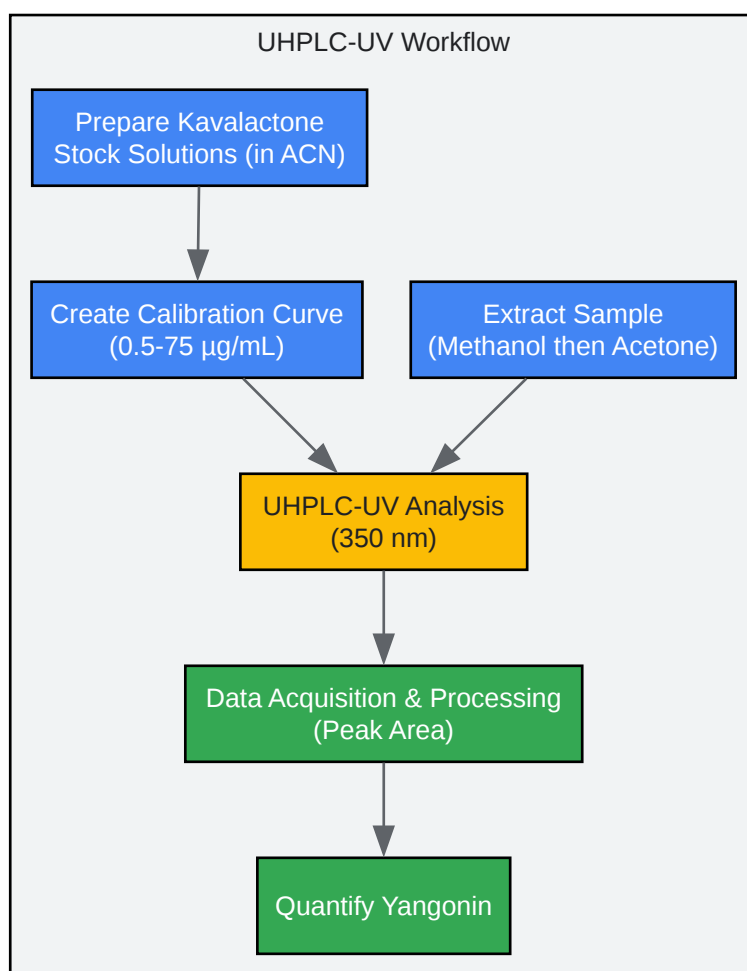 UHPLC-UV Workflow
Prepare Kavalactone
Stock Solutions (in ACN)
Create Calibration Curve
(0.5-75 µg/mL)
Extract Sample
(Methanol then Acetone)
UHPLC-UV Analysis
(350 nm)
Data Acquisition & Processing
(Peak Area)
Quantify Yangonin